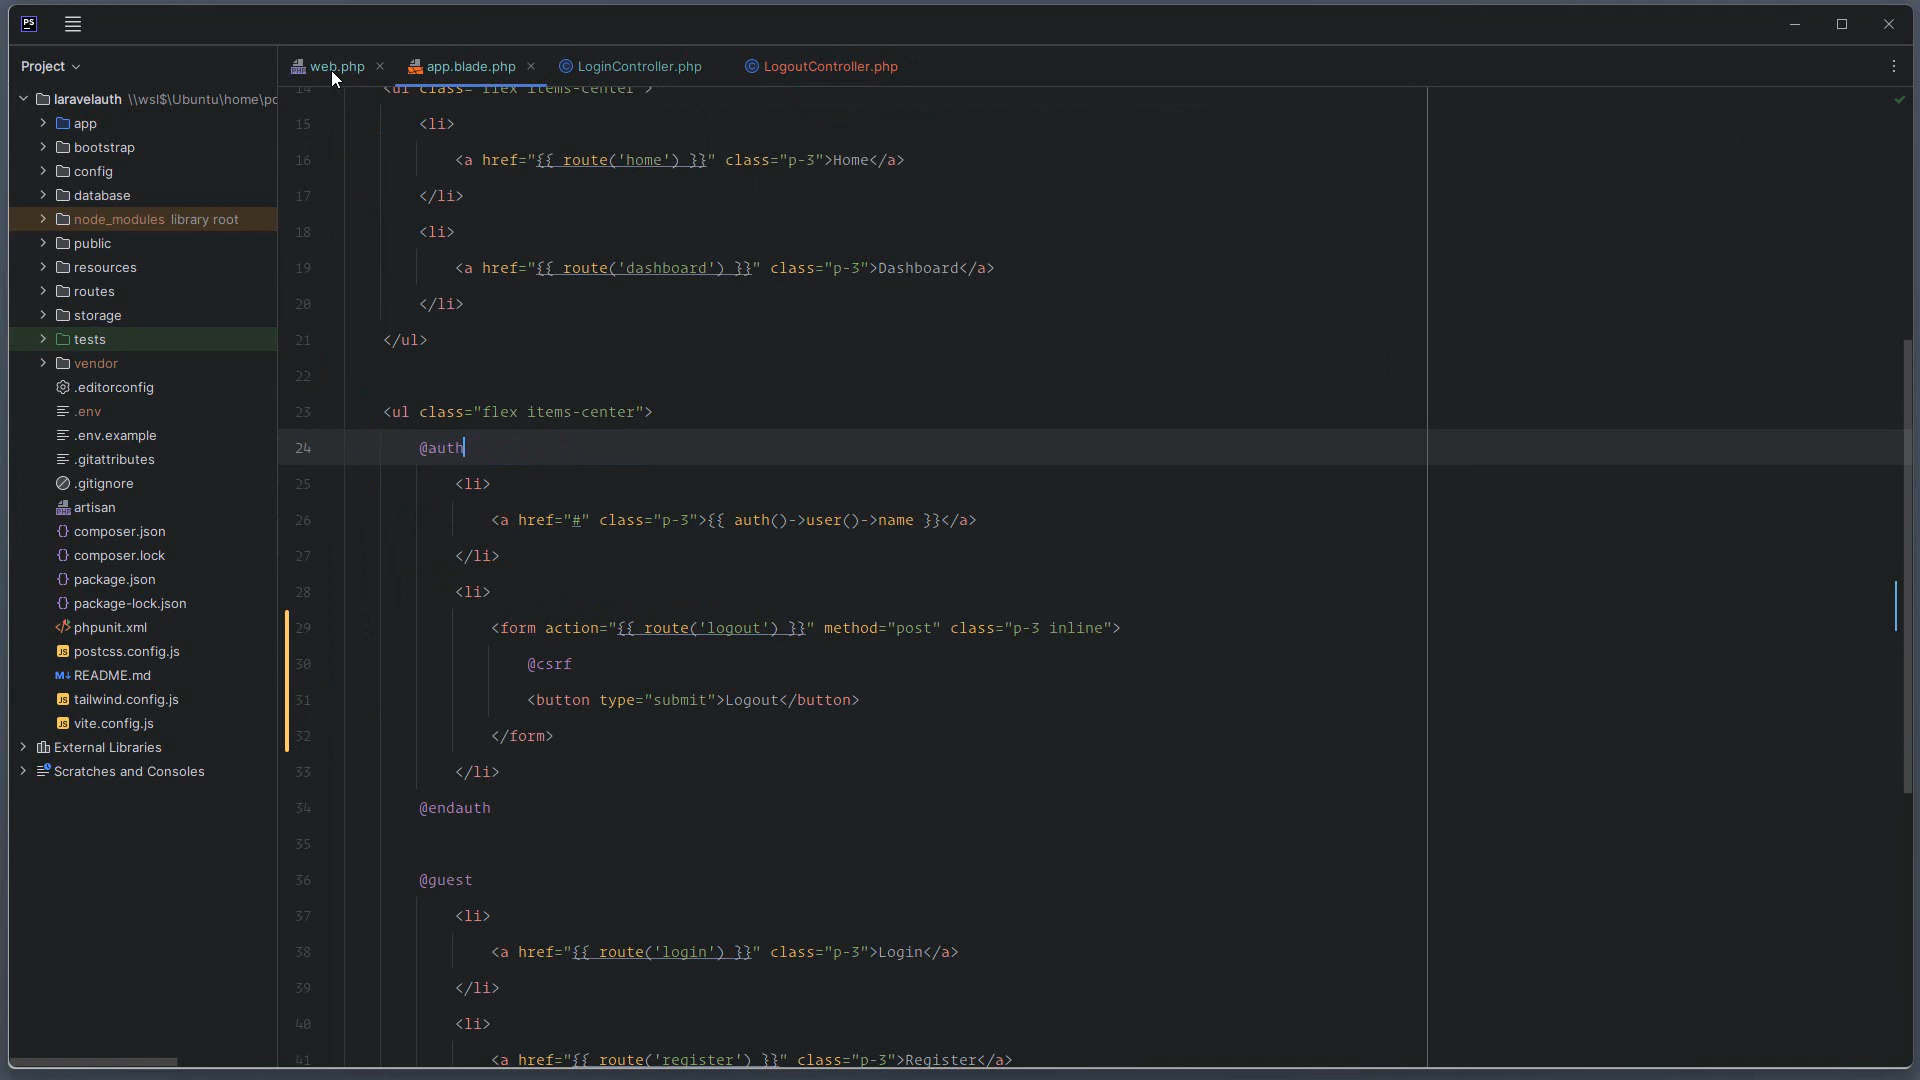 PS
Project
web.php
app.blade.php
LoginController.php
LogoutController.php
laravelauth \\wsl$\Ubuntu\home\po
app
bootstrap
config
database
node_modules library root
public
resources
routes
storage
tests
vendor
.editorconfig
.env
.env.example
.gitattributes
.gitignore
artisan
composer.json
composer.lock
package.json
package-lock.json
phpunit.xml
postcss.config.js
README.md
tailwind.config.js
vite.config.js
External Libraries
Scratches and Consoles
14 <ul class="flex items-center">
15 <li>
16 <a href="{{ route('home') }}" class="p-3">Home</a>
17 </li>
18 <li>
19 <a href="{{ route('dashboard') }}" class="p-3">Dashboard</a>
20 </li>
21 </ul>
22
23 <ul class="flex items-center">
24 @auth
25 <li>
26 <a href="#" class="p-3">{{ auth()->user()->name }}</a>
27 </li>
28 <li>
29 <form action="{{ route('logout') }}" method="post" class="p-3 inline">
30 @csrf
31 <button type="submit">Logout</button>
32 </form>
33 </li>
34 @endauth
35
36 @guest
37 <li>
38 <a href="{{ route('login') }}" class="p-3">Login</a>
39 </li>
40 <li>
41 <a href="{{ route('register') }}" class="p-3">Register</a>